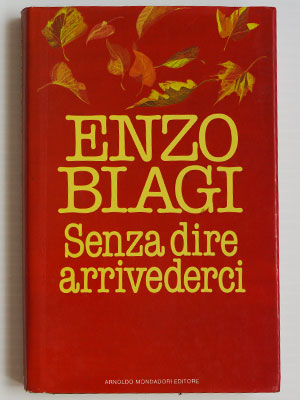 ENZO
BIAGI
Senza dire
arrivederci
ARNOLDO MONDADORI EDITORE